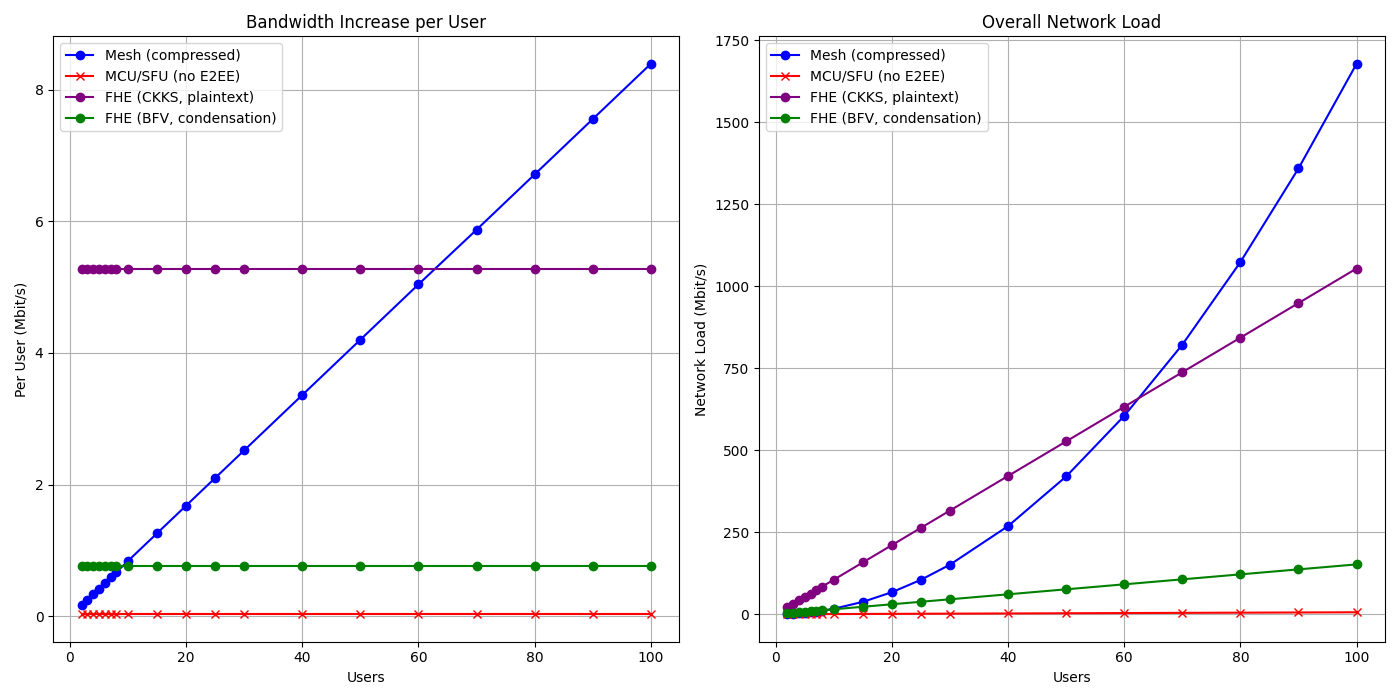 Bandwidth Increase per User
Mesh (compressed)
MCU/SFU (no E2EE)
FHE (CKKS, plaintext)
FHE (BFV, condensation)
Per User (Mbit/s)
8
6
4
2
0
0 20 40 60 80 100
Users
Overall Network Load
Mesh (compressed)
MCU/SFU (no E2EE)
FHE (CKKS, plaintext)
FHE (BFV, condensation)
Network Load (Mbit/s)
1750
1500
1250
1000
750
500
250
0
0 20 40 60 80 100
Users